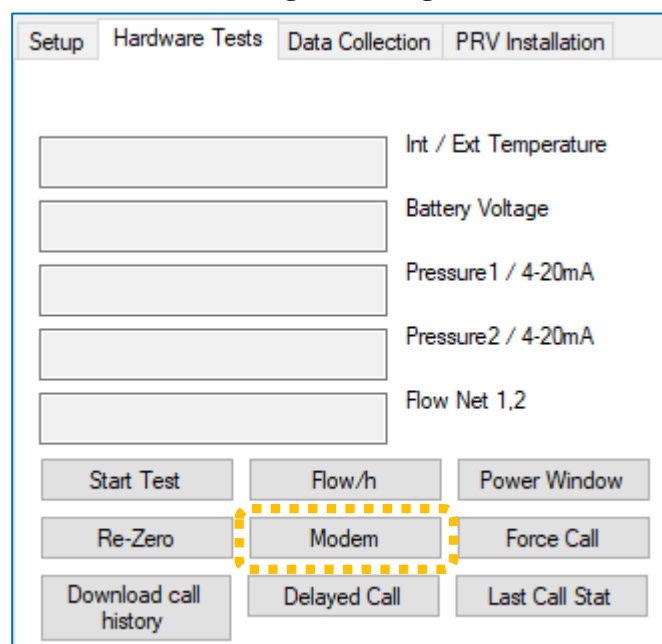 Setup Hardware Tests Data Collection PRV Installation
Int / Ext Temperature
Battery Voltage
Pressure1 / 4-20mA
Pressure2 / 4-20mA
Flow Net 1,2
Start Test Flow/h Power Window
Re-Zero Modem Force Call
Download call
history Delayed Call Last Call Stat